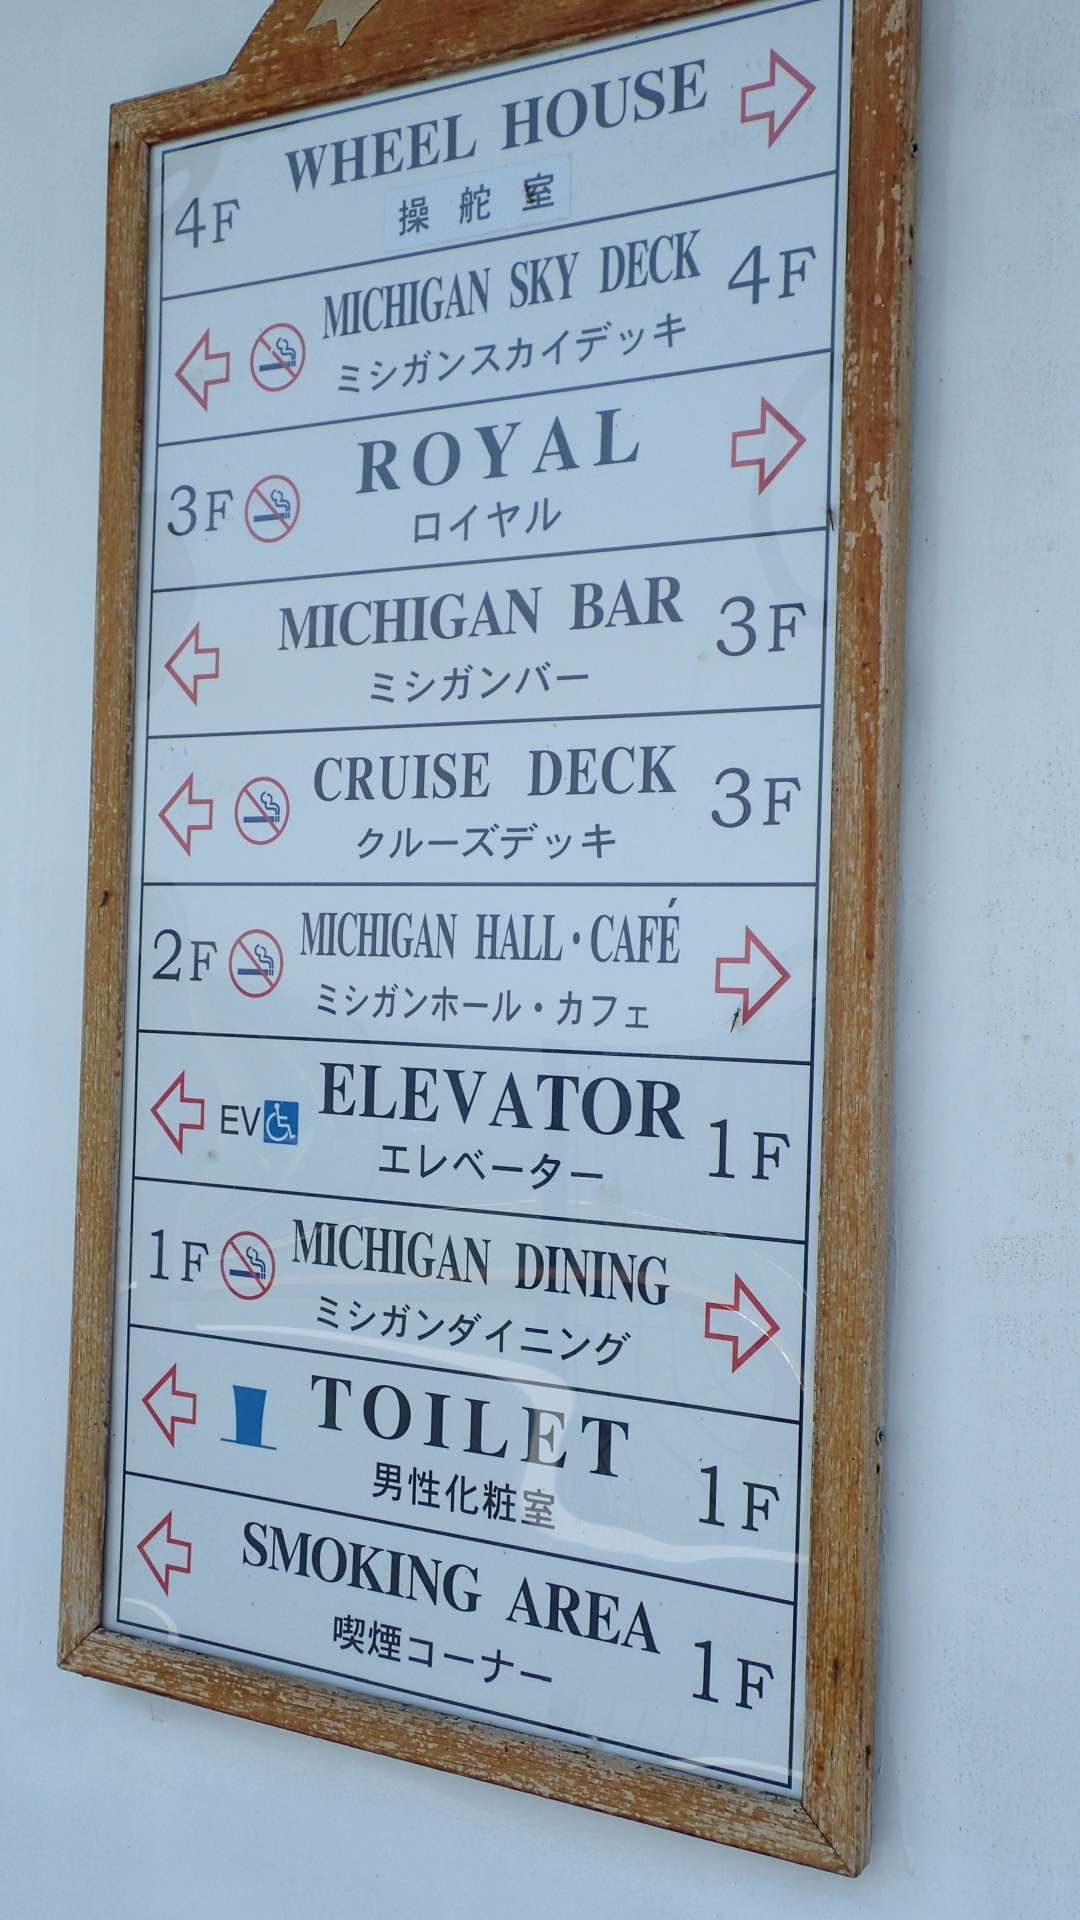 WHEEL HOUSE
4F 操舵室
MICHIGAN SKY DECK 4F
ミシガンスカイデッキ
ROYAL
3F ロイヤル
MICHIGAN BAR 3F
ミシガンバー
CRUISE DECK 3F
クルーズデッキ
2F MICHIGAN HALL・CAFÉ
ミシガンホール・カフェ
EV ELEVATOR 1F
エレベーター
1F MICHIGAN DINING
ミシガンダイニング
TOILET 1F
男性化粧室
SMOKING AREA 1F
喫煙コーナー